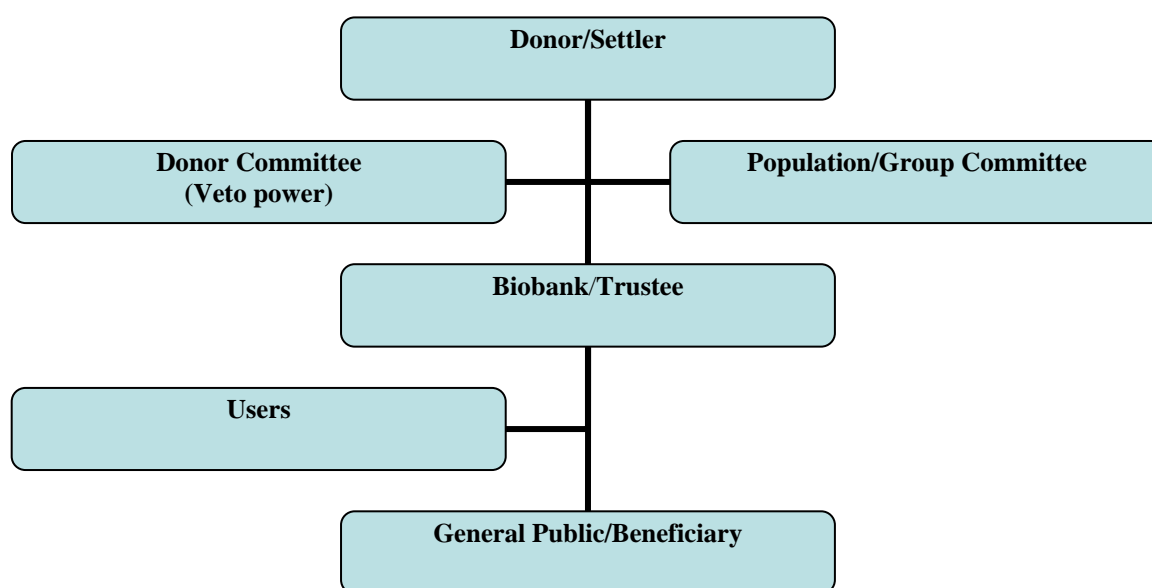 Donor/Settler
Donor Committee
(Veto power)
Population/Group Committee
Biobank/Trustee
Users
General Public/Beneficiary